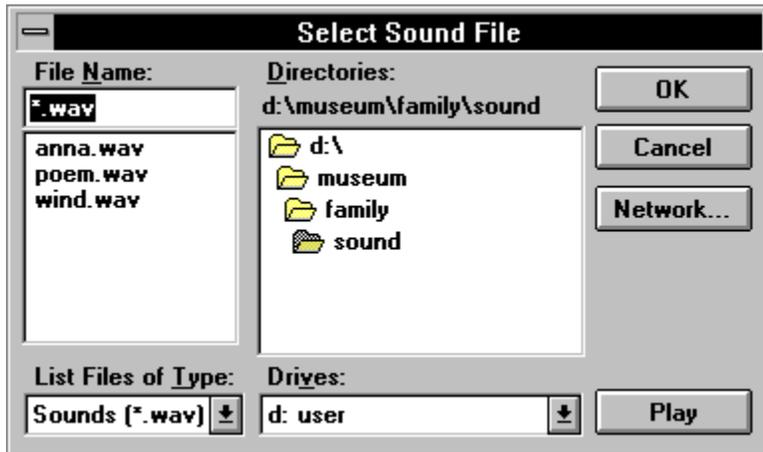 Select Sound File
File Name:
*.wav
anna.wav
poem.wav
wind.wav
List Files of Type:
Sounds (*.wav)
Directories:
d:\museum\family\sound
d:\
museum
family
sound
Drives:
d: user
OK
Cancel
Network...
Play